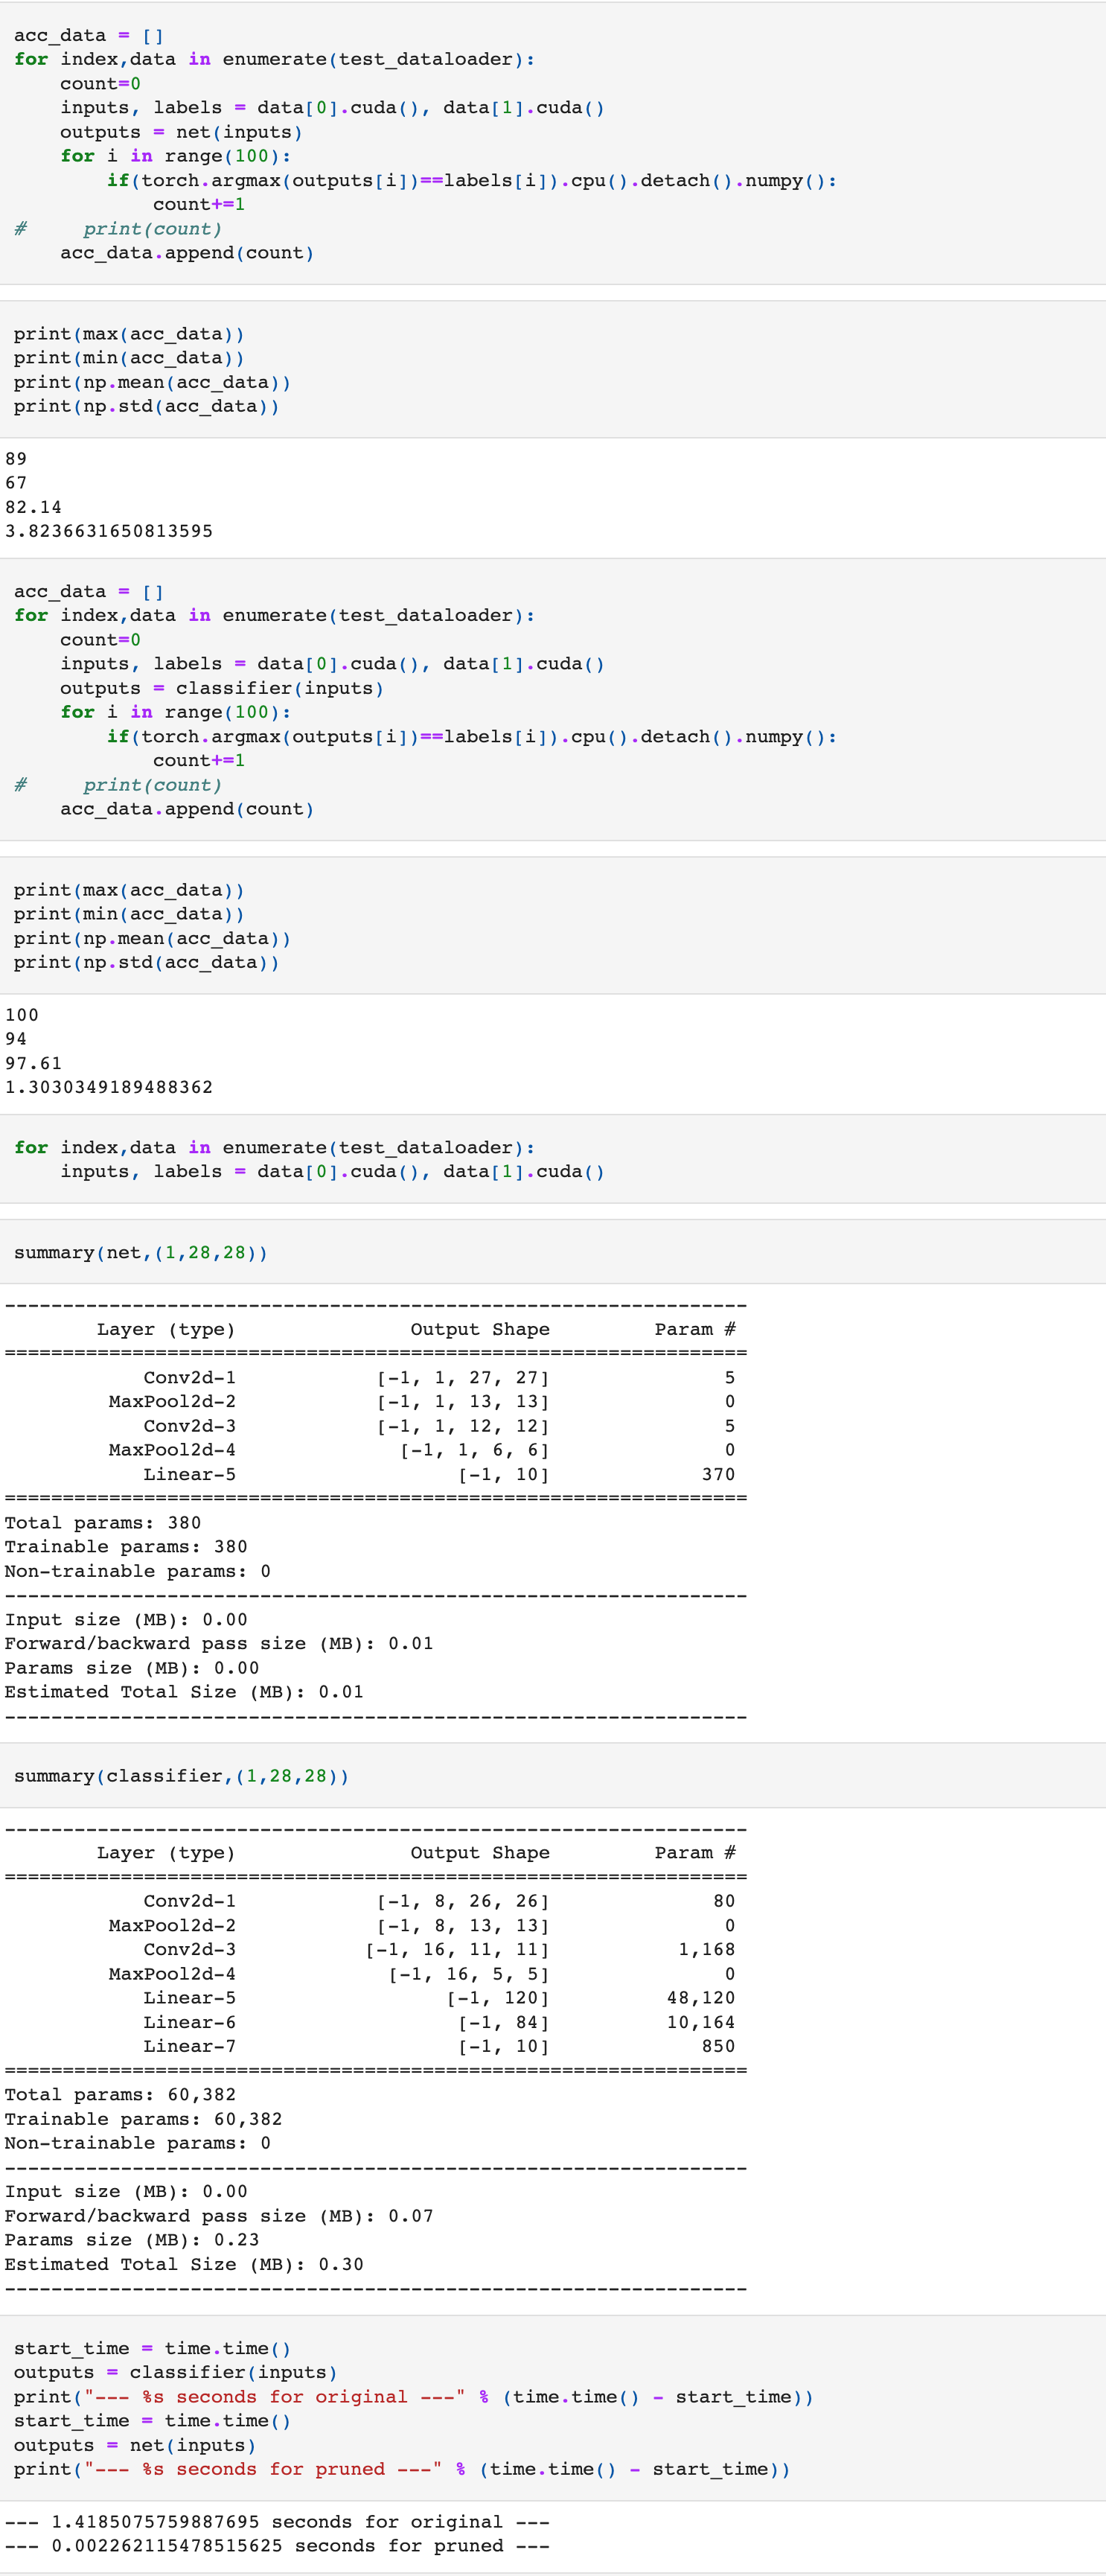 acc_data = []
for index,data in enumerate(test_dataloader):
    count=0
    inputs, labels = data[0].cuda(), data[1].cuda()
    outputs = net(inputs)
    for i in range(100):
        if(torch.argmax(outputs[i])==labels[i]).cpu().detach().numpy():
            count+=1
#     print(count)
    acc_data.append(count)
print(max(acc_data))
print(min(acc_data))
print(np.mean(acc_data))
print(np.std(acc_data))
89
67
82.14
3.8236631650813595
acc_data = []
for index,data in enumerate(test_dataloader):
    count=0
    inputs, labels = data[0].cuda(), data[1].cuda()
    outputs = classifier(inputs)
    for i in range(100):
        if(torch.argmax(outputs[i])==labels[i]).cpu().detach().numpy():
            count+=1
#     print(count)
    acc_data.append(count)
print(max(acc_data))
print(min(acc_data))
print(np.mean(acc_data))
print(np.std(acc_data))
100
94
97.61
1.3030349189488362
for index,data in enumerate(test_dataloader):
    inputs, labels = data[0].cuda(), data[1].cuda()
summary(net,(1,28,28))
----------------------------------------------------------------
        Layer (type)               Output Shape         Param #
================================================================
            Conv2d-1            [-1, 1, 27, 27]               5
         MaxPool2d-2            [-1, 1, 13, 13]               0
            Conv2d-3            [-1, 1, 12, 12]               5
         MaxPool2d-4              [-1, 1, 6, 6]               0
            Linear-5                   [-1, 10]             370
================================================================
Total params: 380
Trainable params: 380
Non-trainable params: 0
----------------------------------------------------------------
Input size (MB): 0.00
Forward/backward pass size (MB): 0.01
Params size (MB): 0.00
Estimated Total Size (MB): 0.01
----------------------------------------------------------------
summary(classifier,(1,28,28))
----------------------------------------------------------------
        Layer (type)               Output Shape         Param #
================================================================
            Conv2d-1            [-1, 8, 26, 26]              80
         MaxPool2d-2            [-1, 8, 13, 13]               0
            Conv2d-3           [-1, 16, 11, 11]           1,168
         MaxPool2d-4             [-1, 16, 5, 5]               0
            Linear-5                  [-1, 120]          48,120
            Linear-6                   [-1, 84]          10,164
            Linear-7                   [-1, 10]             850
================================================================
Total params: 60,382
Trainable params: 60,382
Non-trainable params: 0
----------------------------------------------------------------
Input size (MB): 0.00
Forward/backward pass size (MB): 0.07
Params size (MB): 0.23
Estimated Total Size (MB): 0.30
----------------------------------------------------------------
start_time = time.time()
outputs = classifier(inputs)
print("--- %s seconds for original ---" % (time.time() - start_time))
start_time = time.time()
outputs = net(inputs)
print("--- %s seconds for pruned ---" % (time.time() - start_time))
--- 1.4185075759887695 seconds for original ---
--- 0.002262115478515625 seconds for pruned ---